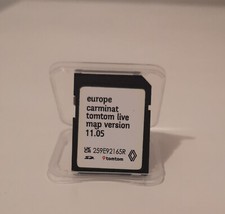 europe
carminat
tomtom live
map version
11.05
259E92165R
tomtom